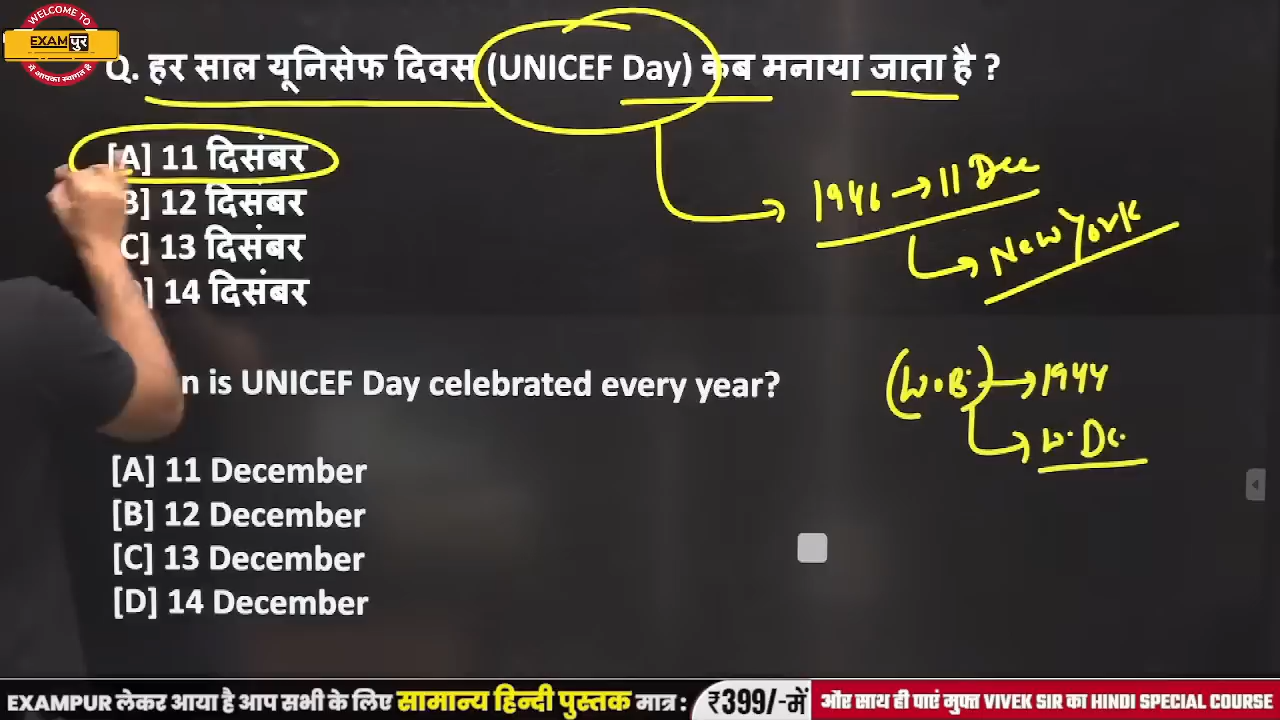 WELCOME TO
EXAMपुर
में आपका स्वागत है
Q. हर साल यूनिसेफ दिवस (UNICEF Day) कब मनाया जाता है ?
[A] 11 दिसंबर
B] 12 दिसंबर
C] 13 दिसंबर
] 14 दिसंबर
1946 → 11 Dec
New York
(W.B.) → 1944
W. DC.
n is UNICEF Day celebrated every year?
[A] 11 December
[B] 12 December
[C] 13 December
[D] 14 December
EXAMPUR लेकर आया है आप सभी के लिए सामान्य हिन्दी पुस्तक मात्र : ₹399/-में और साथ ही पाएं मुफ्त VIVEK SIR का HINDI SPECIAL COURSE